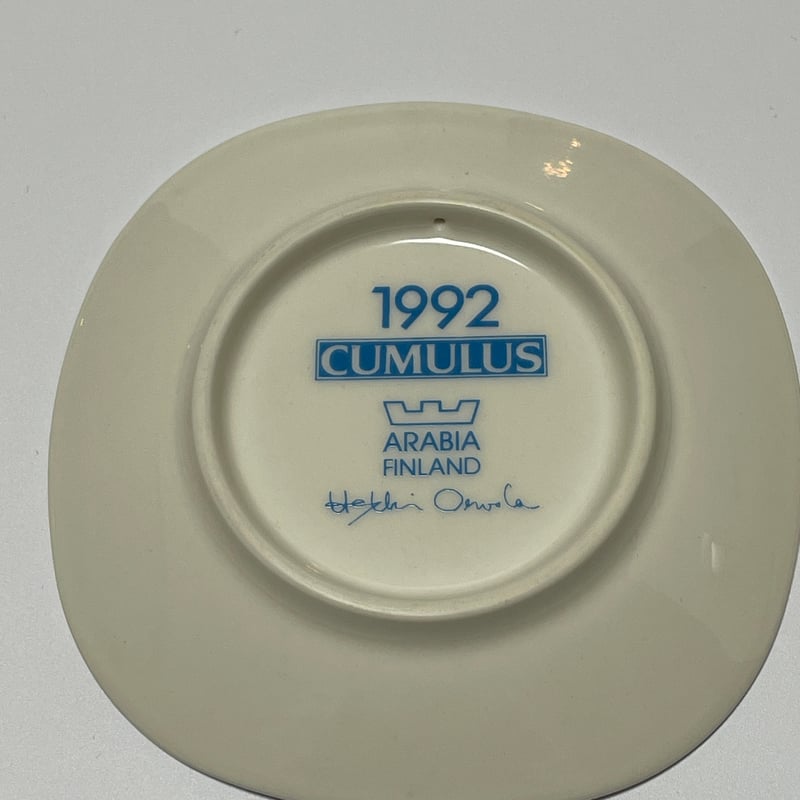 1992
CUMULUS
ARABIA
FINLAND
Heikki Orvola